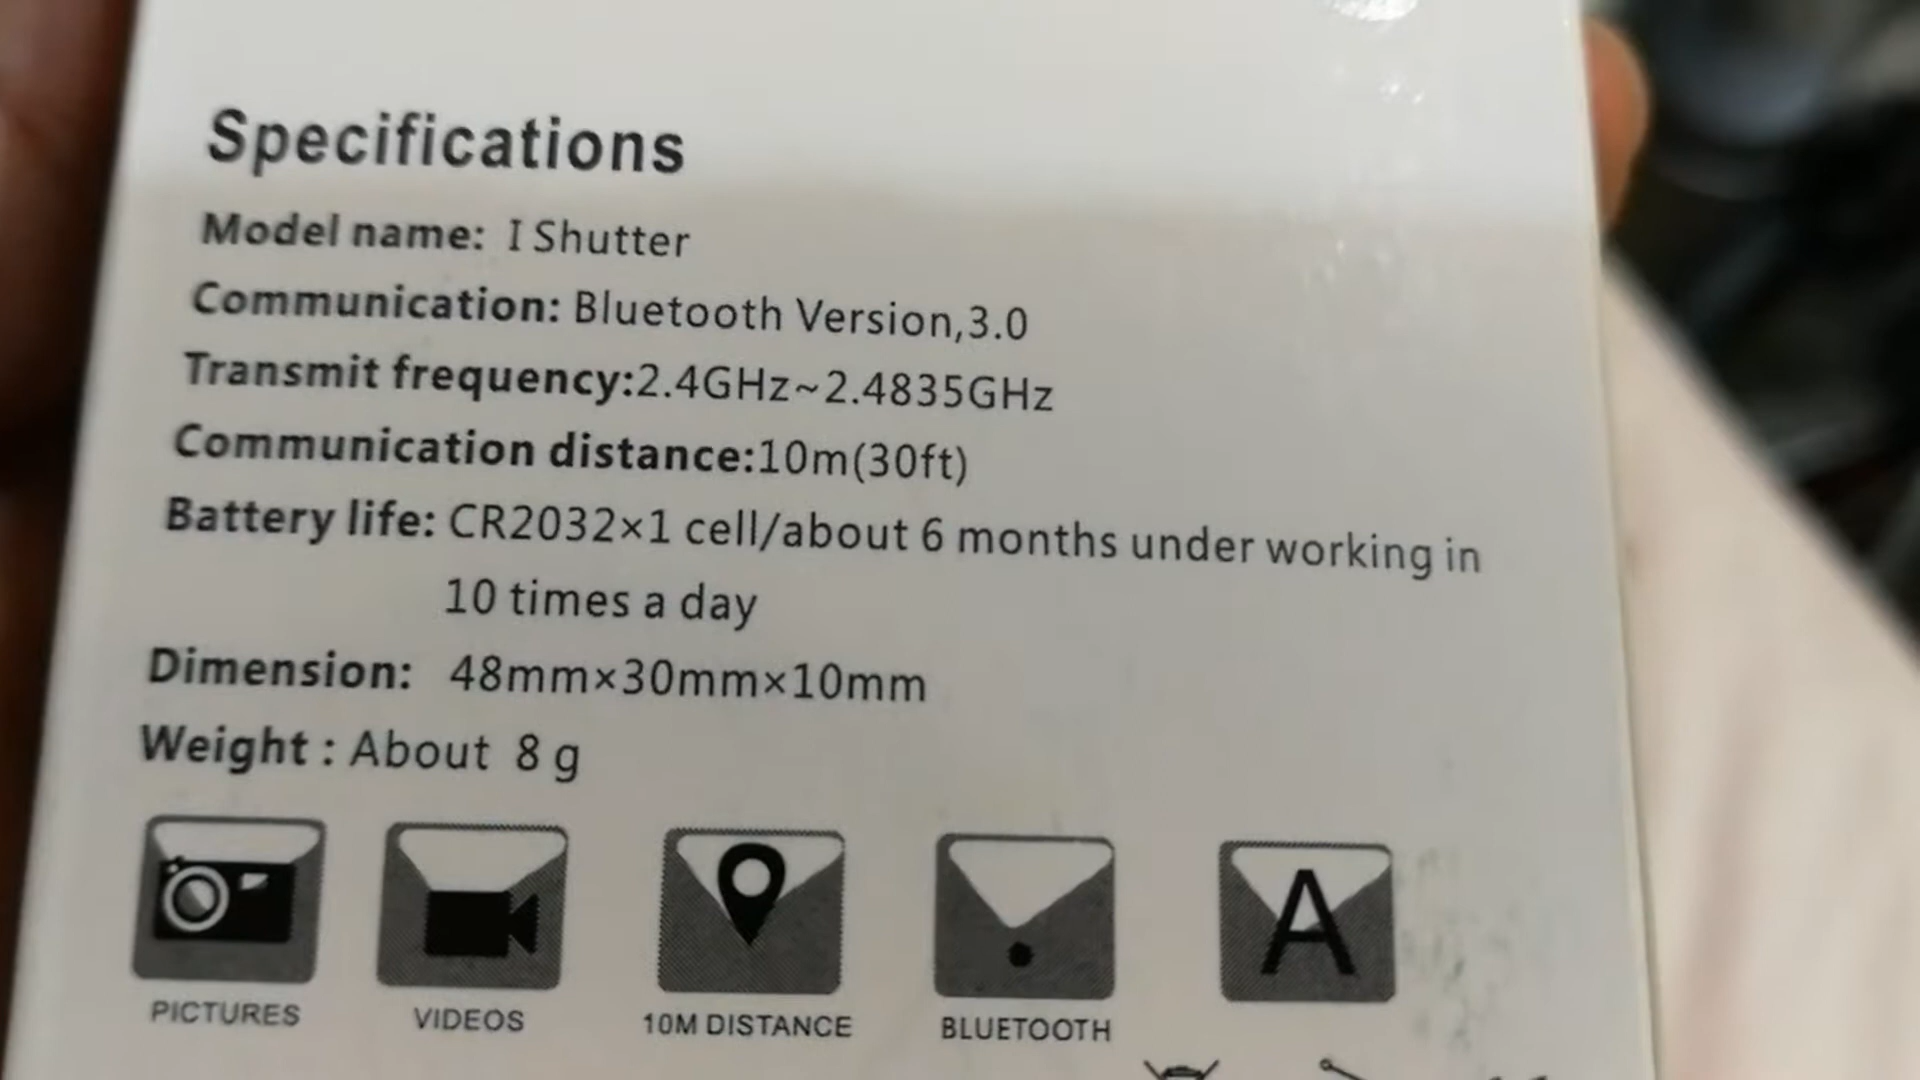 Specifications
Model name: I Shutter
Communication: Bluetooth Version,3.0
Transmit frequency:2.4GHz~2.4835GHz
Communication distance:10m(30ft)
Battery life: CR2032×1 cell/about 6 months under working in
10 times a day
Dimension: 48mm×30mm×10mm
Weight : About 8 g
A
PICTURES VIDEOS 10M DISTANCE BLUETOOTH